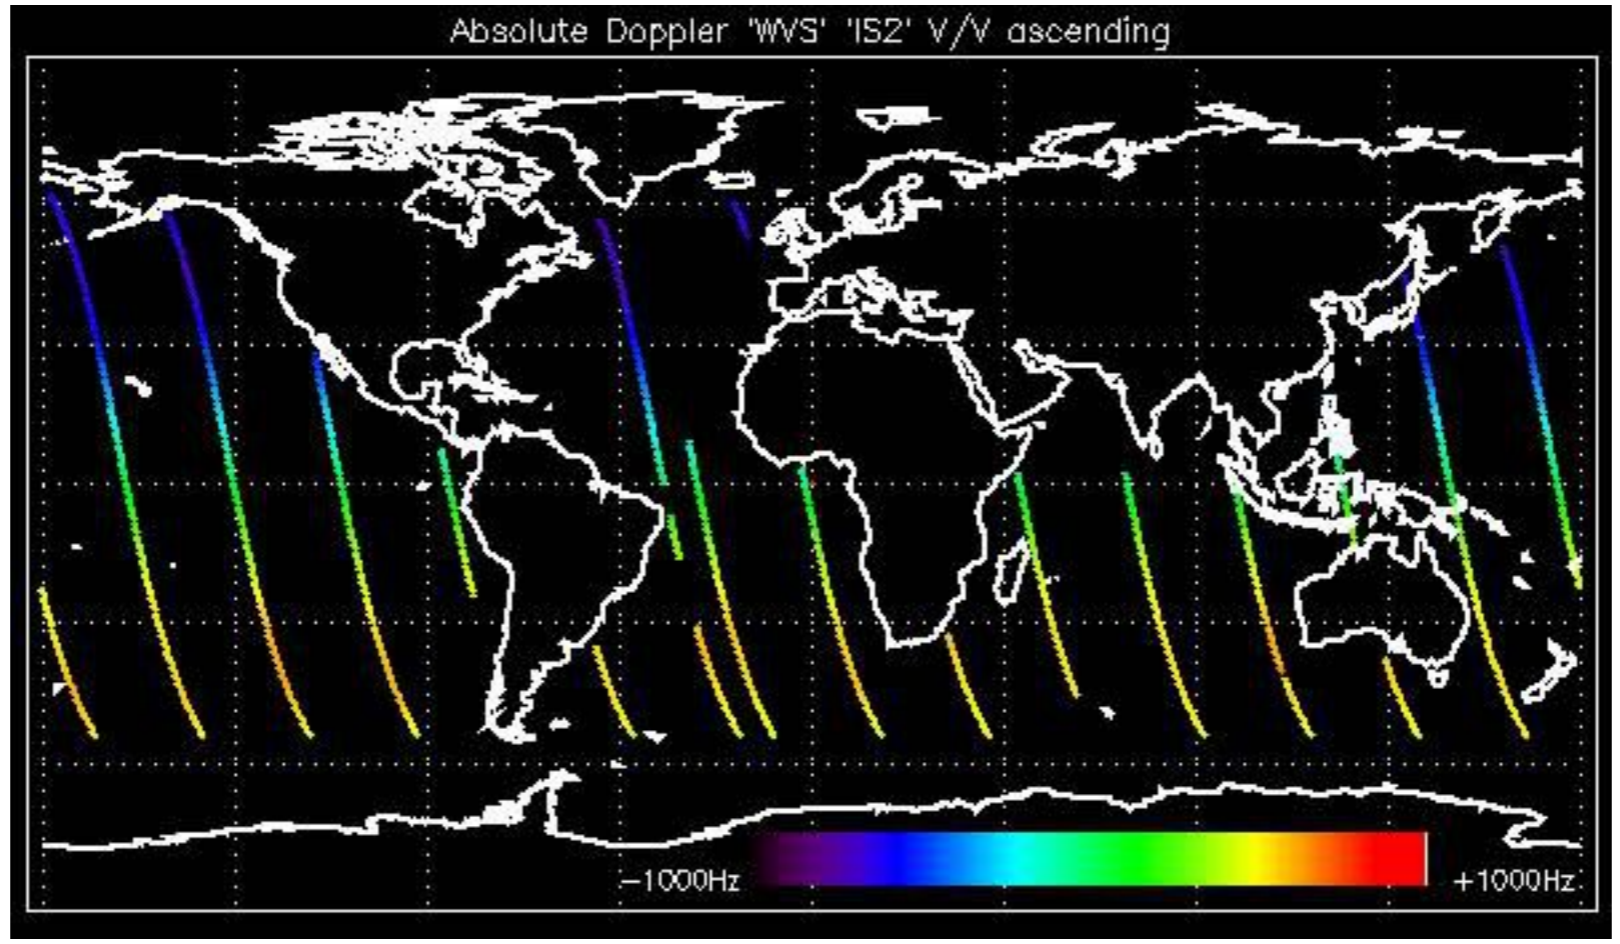 Absolute Doppler 'WVS' 'IS2' V/V ascending
−1000Hz
+1000Hz